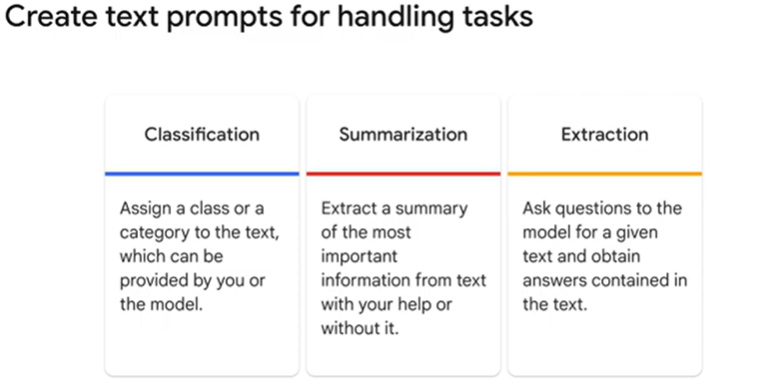 Create text prompts for handling tasks
Classification
Assign a class or a
category to the text,
which can be
provided by you or
the model.
Summarization
Extract a summary
of the most
important
information from text
with your help or
without it.
Extraction
Ask questions to the
model for a given
text and obtain
answers contained in
the text.